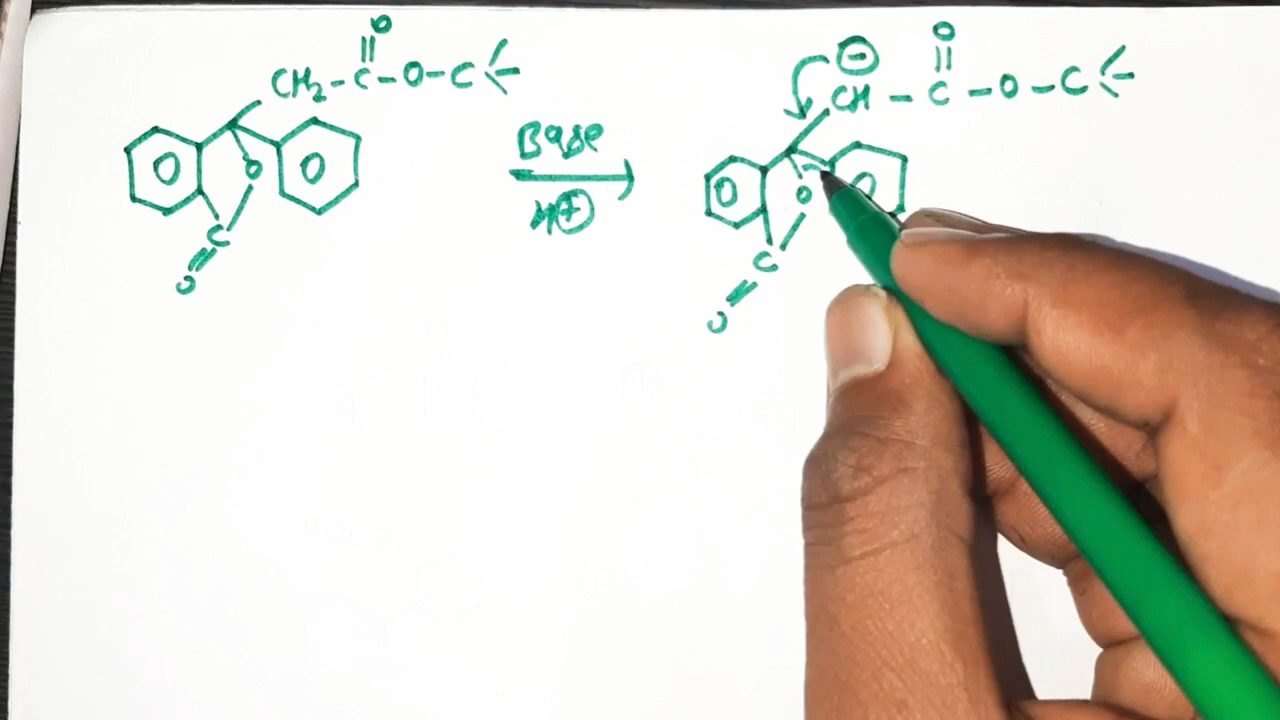 O
CH₂ – C – O – C
O
C
O
Base
H⊕
⊖
O
CH – C – O – C
O
C
O